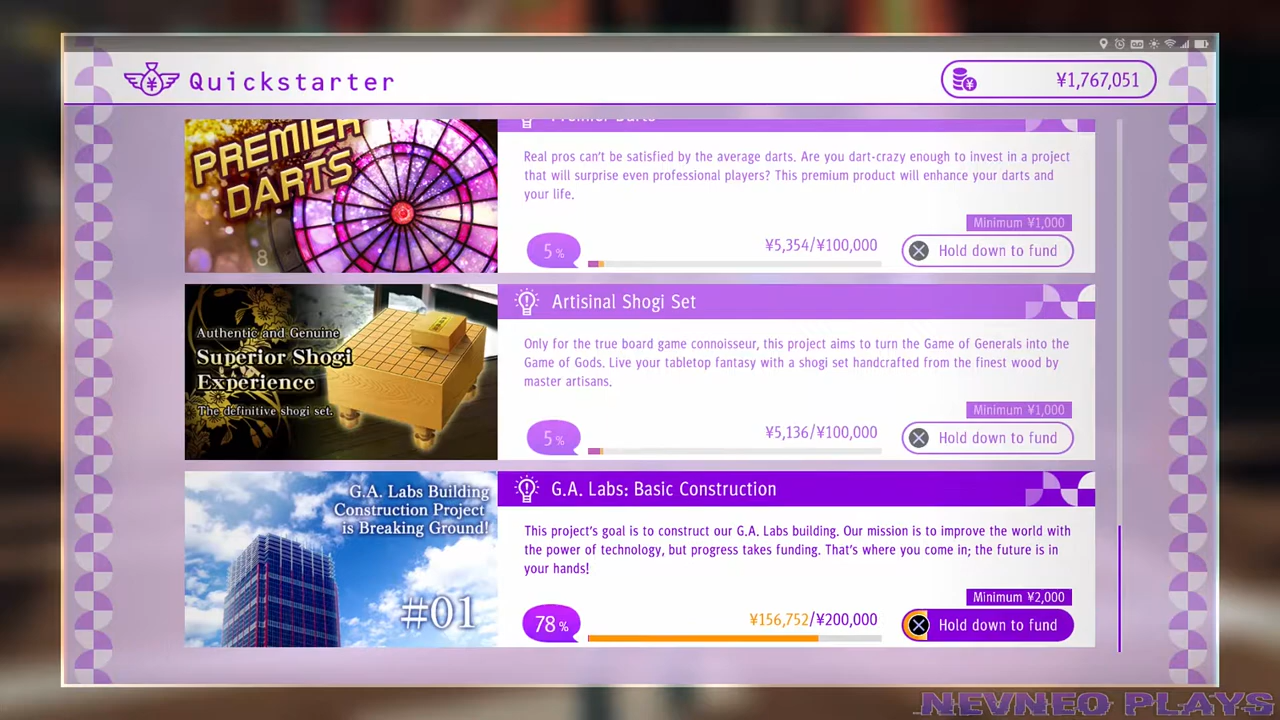 Quickstarter
¥1,767,051
PREMIER
DARTS
8
Premier Darts
Real pros can't be satisfied by the average darts. Are you dart-crazy enough to invest in a project
that will surprise even professional players? This premium product will enhance your darts and
your life.
Minimum ¥1,000
5 %
¥5,354/¥100,000
Hold down to fund
Authentic and Genuine
Superior Shogi
Experience
The definitive shogi set.
Artisinal Shogi Set
Only for the true board game connoisseur, this project aims to turn the Game of Generals into the
Game of Gods. Live your tabletop fantasy with a shogi set handcrafted from the finest wood by
master artisans.
Minimum ¥1,000
5 %
¥5,136/¥100,000
Hold down to fund
G.A. Labs Building
Construction Project
is Breaking Ground!
#01
G.A. Labs: Basic Construction
This project's goal is to construct our G.A. Labs building. Our mission is to improve the world with
the power of technology, but progress takes funding. That's where you come in; the future is in
your hands!
Minimum ¥2,000
78 %
¥156,752/¥200,000
Hold down to fund
NEVNEO PLAYS